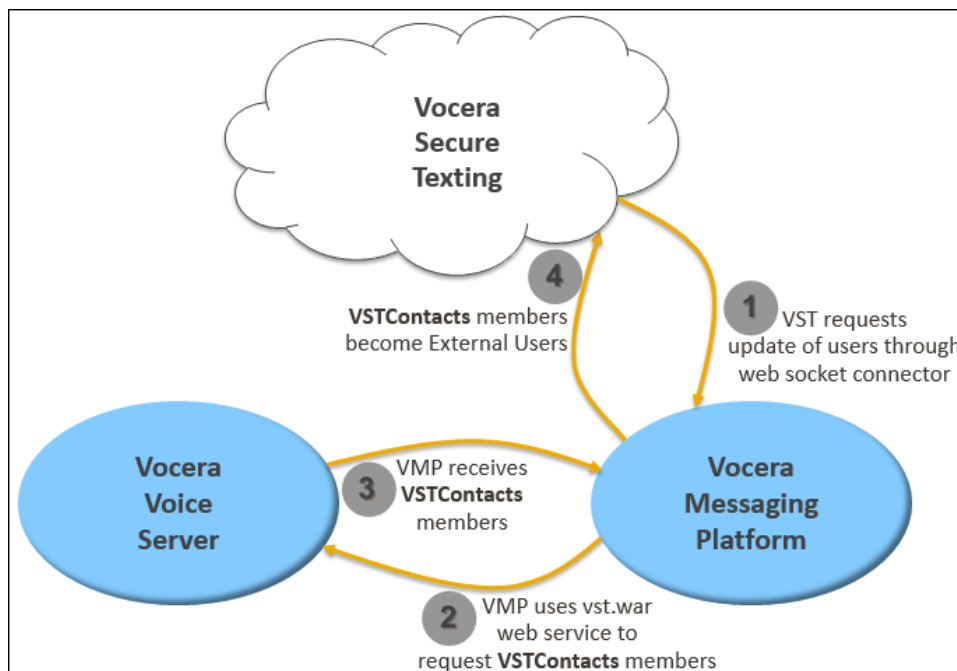 Vocera
Secure
Texting
4
VSTContacts members
become External Users
1
VST requests
update of users through
web socket connector
Vocera
Voice
Server
3
VMP receives
VSTContacts
members
Vocera
Messaging
Platform
2
VMP uses vst.war
web service to
request VSTContacts members